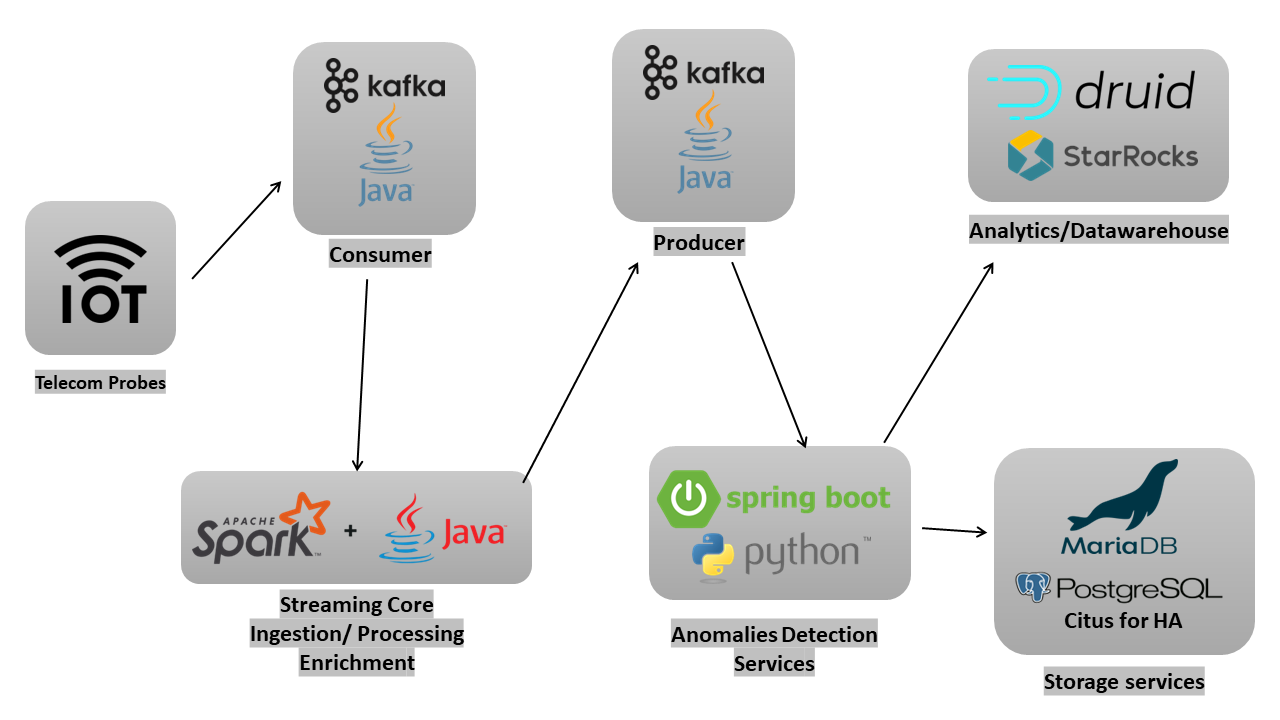 kafka
Java
Consumer
kafka
Java
Producer
druid
StarRocks
Analytics/Datawarehouse
IOT
Telecom Probes
APACHE
Spark™
+
Java™
Streaming Core
Ingestion/ Processing
Enrichment
spring boot
python™
Anomalies Detection
Services
MariaDB
PostgreSQL
Citus for HA
Storage services